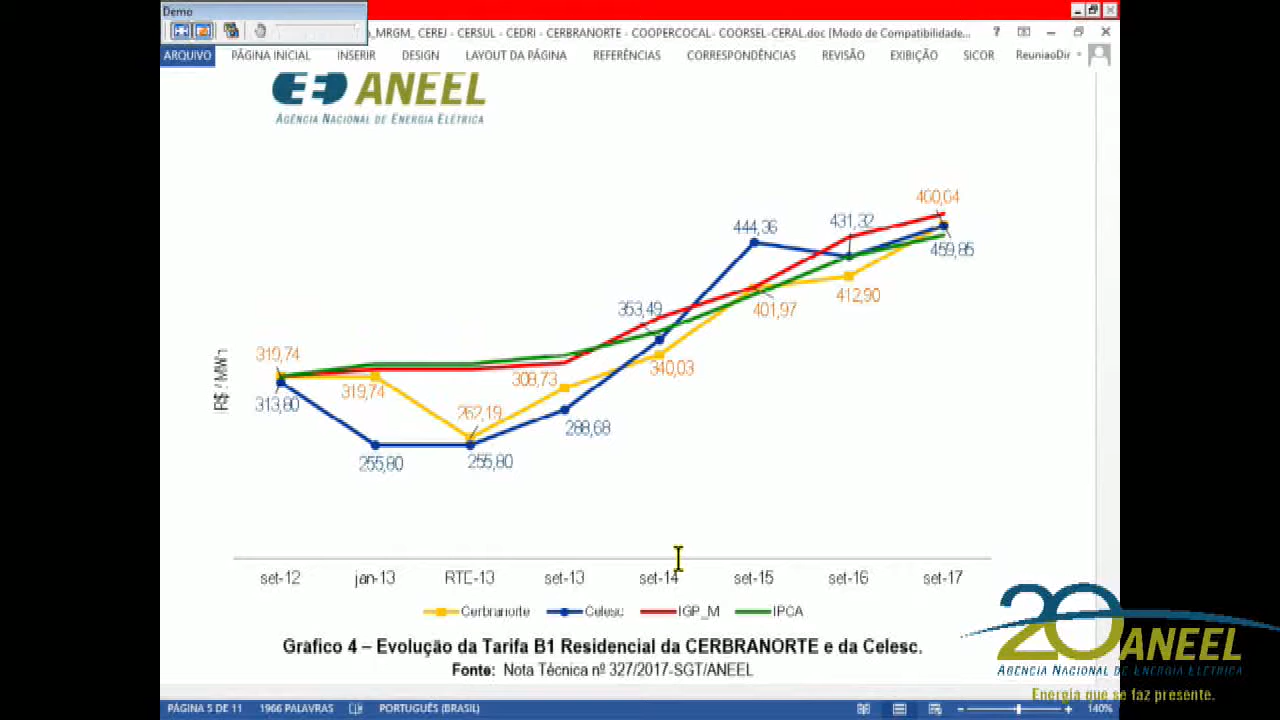 Demo
_MRGM_ CEREJ - CERSUL - CEDRI - CERBRANORTE - COOPERCOCAL- COORSEL-CERAL.doc [Modo de Compatibilidade...
ARQUIVO PÁGINA INICIAL INSERIR DESIGN LAYOUT DA PÁGINA REFERÊNCIAS CORRESPONDÊNCIAS REVISÃO EXIBIÇÃO SICOR ReuniaoDir
ANEEL
AGÊNCIA NACIONAL DE ENERGIA ELÉTRICA
444,36
431,32
459,85
353,49
401,97
412,90
319,74
319,74
308,73
340,03
R$ / MWh
313,80
262,19
288,68
255,80
255,80
set-12 jan-13 RTE-13 set-13 set-14 set-15 set-16 set-17
Cerbranorte Celesc IGP_M IPCA
Gráfico 4 – Evolução da Tarifa B1 Residencial da CERBRANORTE e da Celesc.
Fonte: Nota Técnica nº 327/2017-SGT/ANEEL
20 ANEEL
AGÊNCIA NACIONAL DE ENERGIA ELÉTRICA
Energia que se faz presente.
PÁGINA 5 DE 11 1966 PALAVRAS PORTUGUÊS (BRASIL) 140%